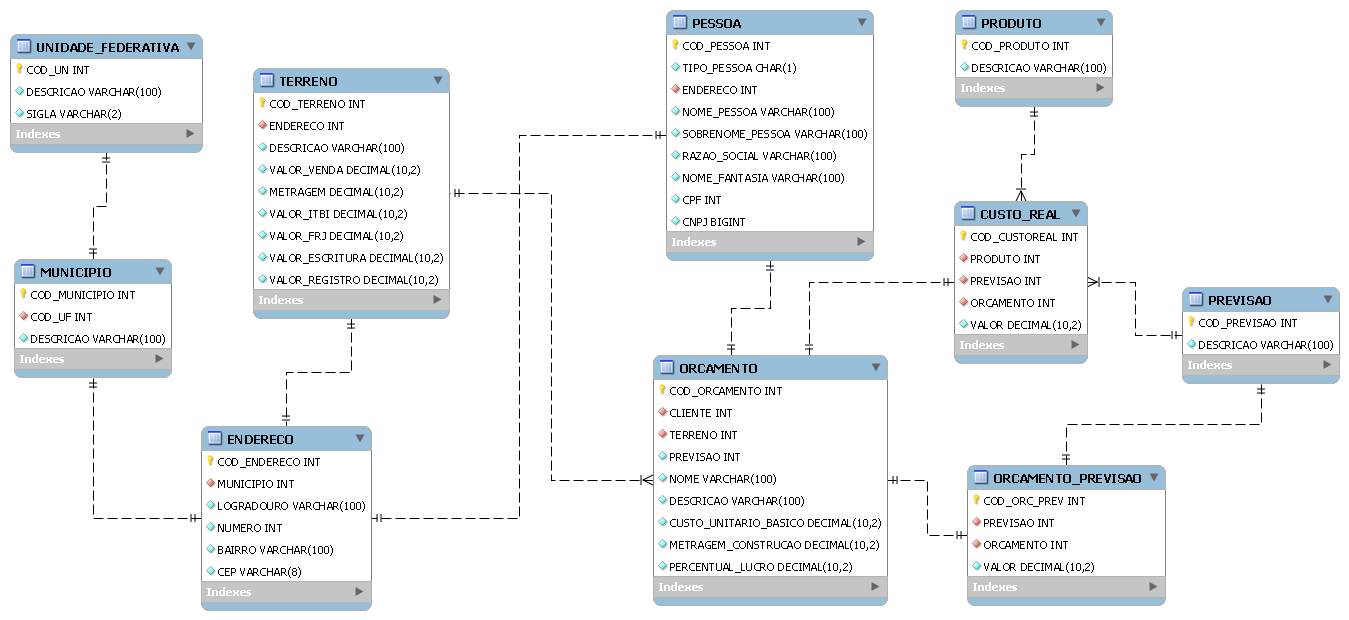 UNIDADE_FEDERATIVA
COD_UN INT
DESCRICAO VARCHAR(100)
SIGLA VARCHAR(2)
Indexes
MUNICIPIO
COD_MUNICIPIO INT
COD_UF INT
DESCRICAO VARCHAR(100)
Indexes
TERRENO
COD_TERRENO INT
ENDERECO INT
DESCRICAO VARCHAR(100)
VALOR_VENDA DECIMAL(10,2)
METRAGEM DECIMAL(10,2)
VALOR_ITBI DECIMAL(10,2)
VALOR_FRJ DECIMAL(10,2)
VALOR_ESCRITURA DECIMAL(10,2)
VALOR_REGISTRO DECIMAL(10,2)
Indexes
ENDERECO
COD_ENDERECO INT
MUNICIPIO INT
LOGRADOURO VARCHAR(100)
NUMERO INT
BAIRRO VARCHAR(100)
CEP VARCHAR(8)
Indexes
PESSOA
COD_PESSOA INT
TIPO_PESSOA CHAR(1)
ENDERECO INT
NOME_PESSOA VARCHAR(100)
SOBRENOME_PESSOA VARCHAR(100)
RAZAO_SOCIAL VARCHAR(100)
NOME_FANTASIA VARCHAR(100)
CPF INT
CNPJ BIGINT
Indexes
ORCAMENTO
COD_ORCAMENTO INT
CLIENTE INT
TERRENO INT
PREVISAO INT
NOME VARCHAR(100)
DESCRICAO VARCHAR(100)
CUSTO_UNITARIO_BASICO DECIMAL(10,2)
METRAGEM_CONSTRUCAO DECIMAL(10,2)
PERCENTUAL_LUCRO DECIMAL(10,2)
Indexes
PRODUTO
COD_PRODUTO INT
DESCRICAO VARCHAR(100)
Indexes
CUSTO_REAL
COD_CUSTOREAL INT
PRODUTO INT
PREVISAO INT
ORCAMENTO INT
VALOR DECIMAL(10,2)
Indexes
PREVISAO
COD_PREVISAO INT
DESCRICAO VARCHAR(100)
Indexes
ORCAMENTO_PREVISAO
COD_ORC_PREV INT
PREVISAO INT
ORCAMENTO INT
VALOR DECIMAL(10,2)
Indexes